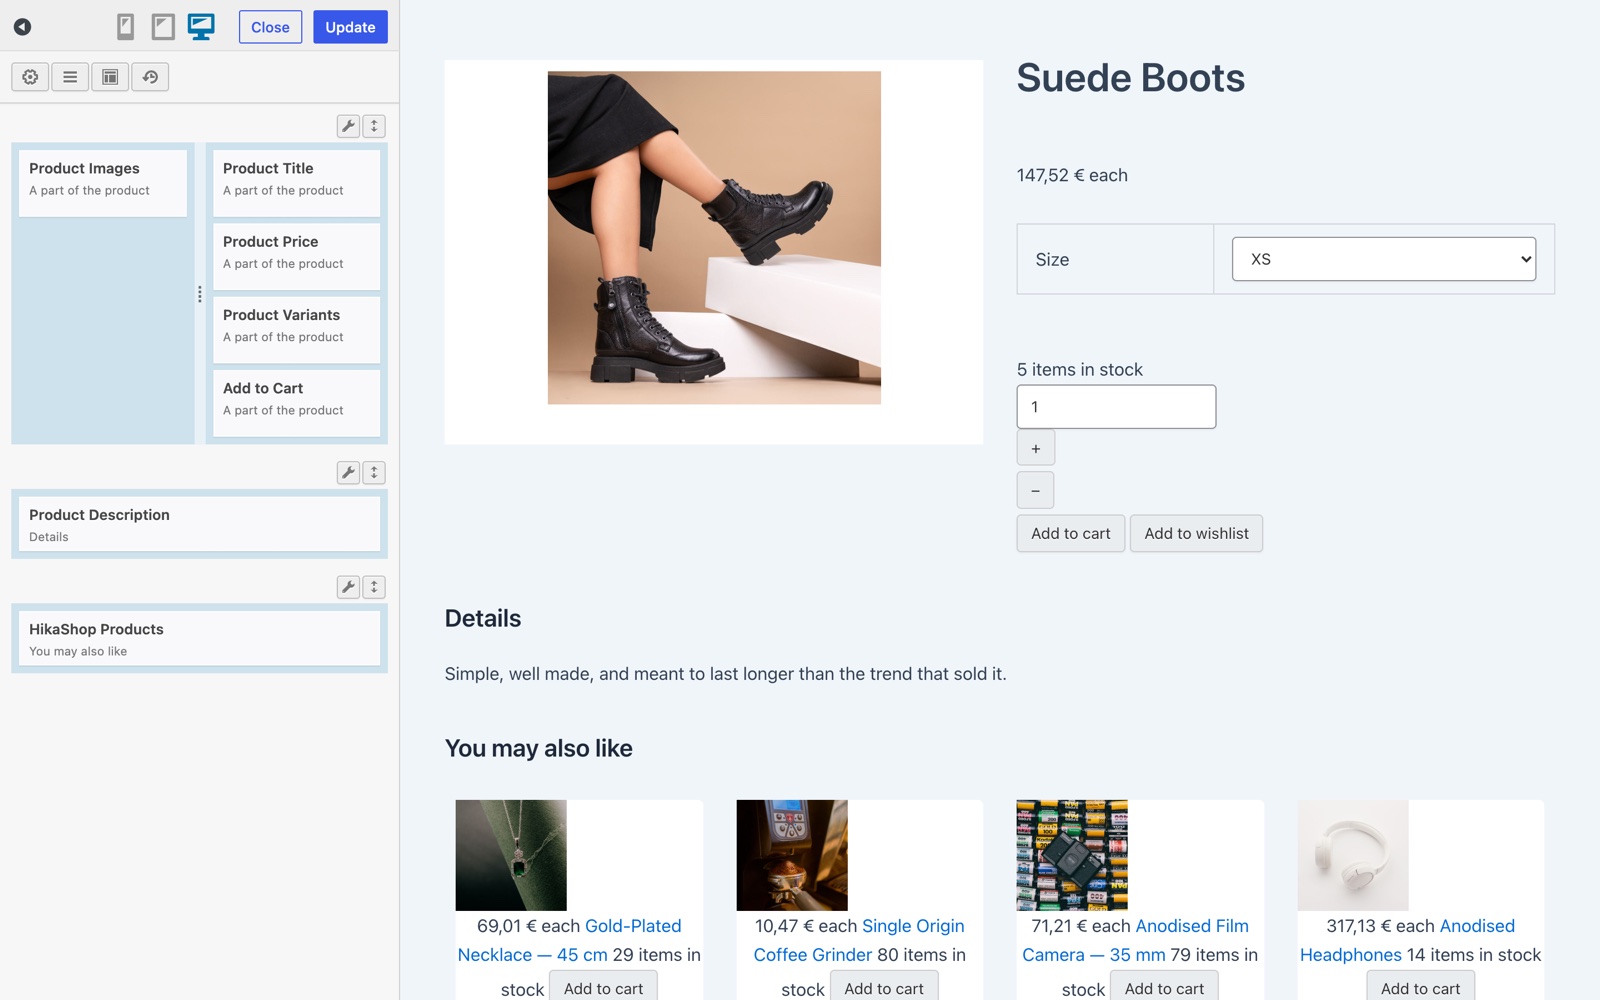 Close
Update
Product Images
A part of the product
Product Title
A part of the product
Product Price
A part of the product
Product Variants
A part of the product
Add to Cart
A part of the product
Product Description
Details
HikaShop Products
You may also like
Suede Boots
147,52 € each
Size
XS
5 items in stock
1
+
−
Add to cart
Add to wishlist
Details
Simple, well made, and meant to last longer than the trend that sold it.
You may also like
69,01 € each Gold-Plated
Necklace — 45 cm 29 items in
stock Add to cart
10,47 € each Single Origin
Coffee Grinder 80 items in
stock Add to cart
71,21 € each Anodised Film
Camera — 35 mm 79 items in
stock Add to cart
317,13 € each Anodised
Headphones 14 items in stock
Add to cart